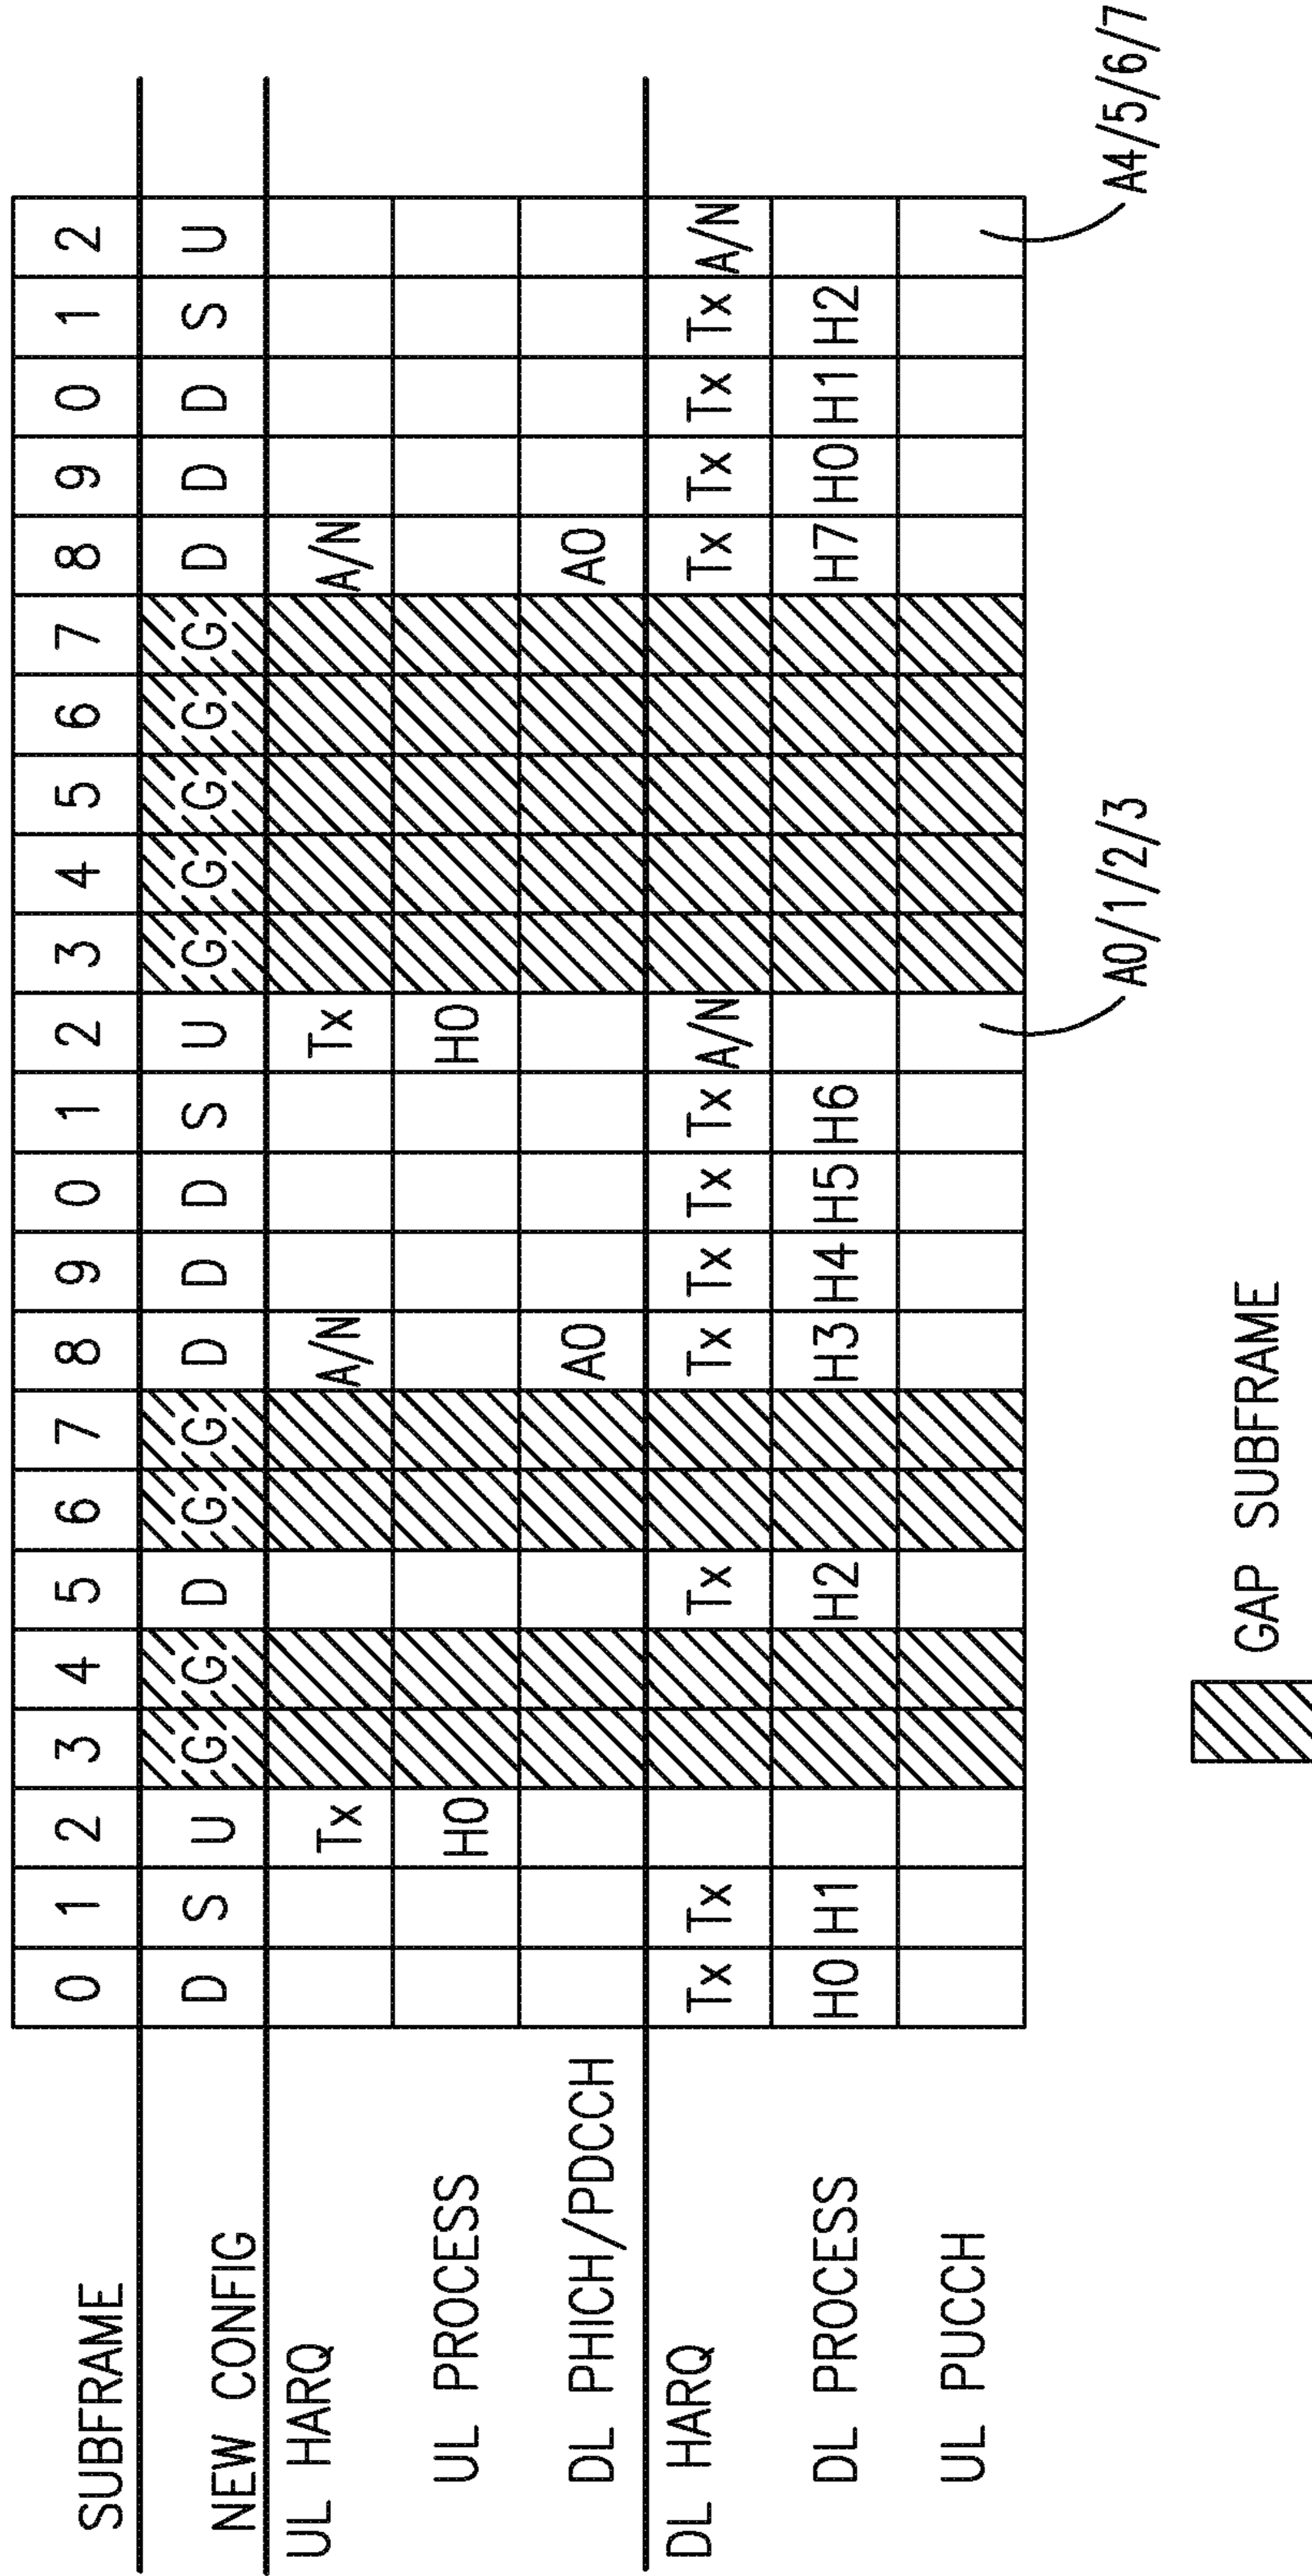 SUBFRAME 0 1 2 3 4 5 6 7 8 9 0 1 2 3 4 5 6 7 8 9 0 1 2
NEW CONFIG D S U G G D G G D D D S U G G G G G D D D S U
UL HARQ Tx A/N Tx A/N
UL PROCESS H0 H0
DL PHICH/PDCCH A0 A0
DL HARQ Tx Tx Tx Tx Tx Tx Tx A/N Tx Tx Tx Tx A/N
DL PROCESS H0 H1 H2 H3 H4 H5 H6 H7 H0 H1 H2
UL PUCCH
A0/1/2/3 A4/5/6/7
GAP SUBFRAME